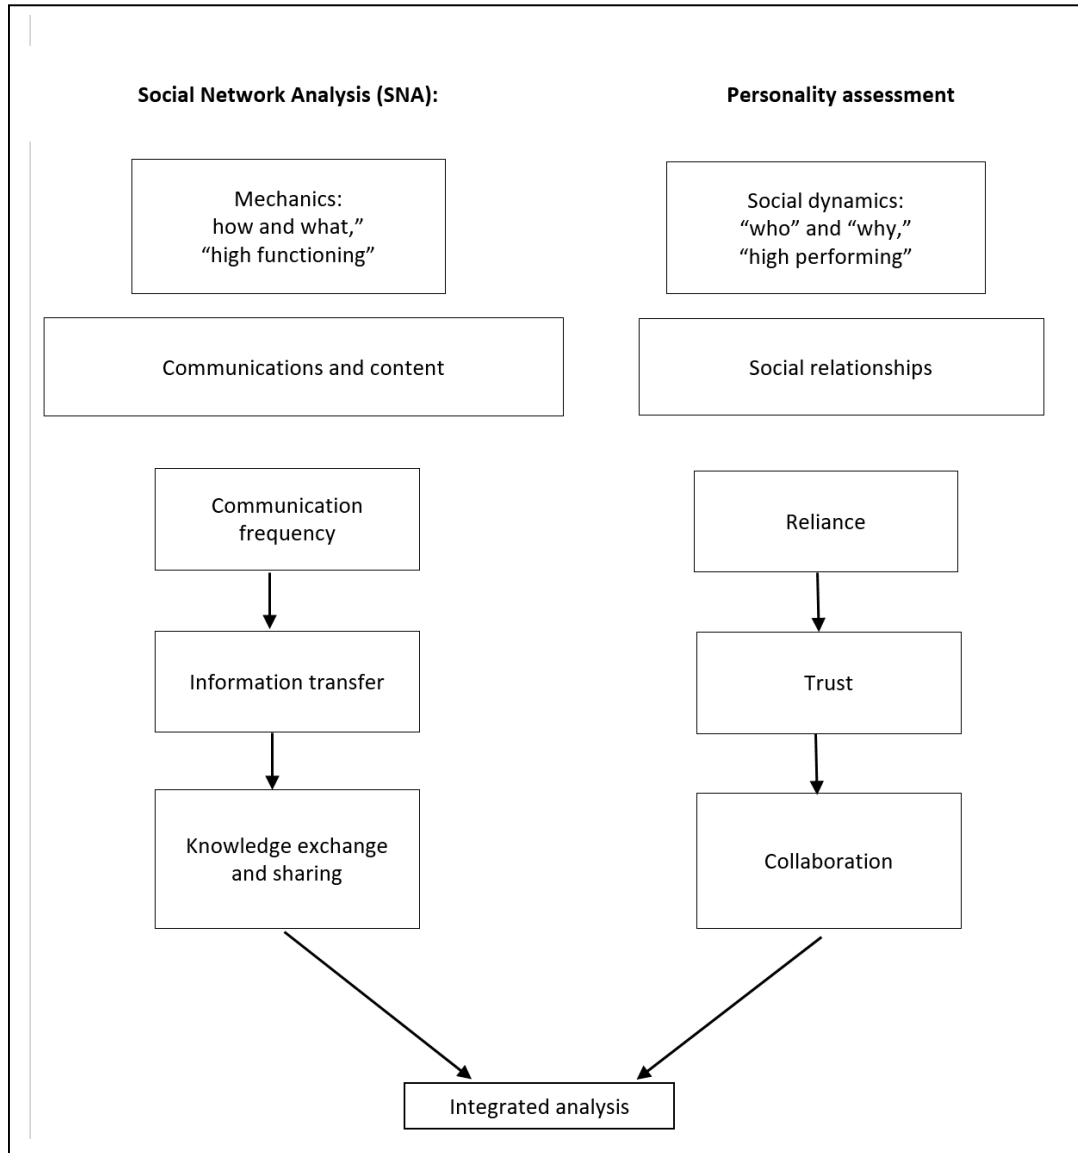 Social Network Analysis (SNA):
Mechanics:
how and what,”
“high functioning”
Communications and content
Communication
frequency
Information transfer
Knowledge exchange
and sharing
Personality assessment
Social dynamics:
“who” and “why,”
“high performing”
Social relationships
Reliance
Trust
Collaboration
Integrated analysis